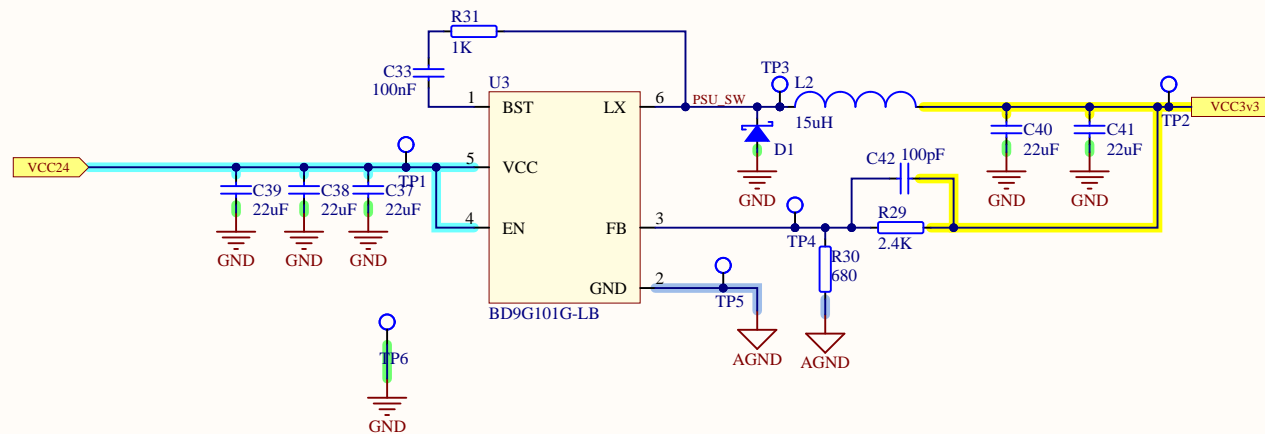 R31
1K
C33
100nF
U3
1
BST
LX
6
PSU_SW
TP3
L2
15uH
VCC3v3
TP2
C40
22uF
C41
22uF
D1
GND
GND
GND
C42
100pF
VCC24
TP1
5
VCC
C39
22uF
C38
22uF
C37
22uF
GND
GND
GND
4
EN
FB
3
TP4
R29
2.4K
R30
680
GND
2
TP5
BD9G101G-LB
AGND
AGND
TP6
GND